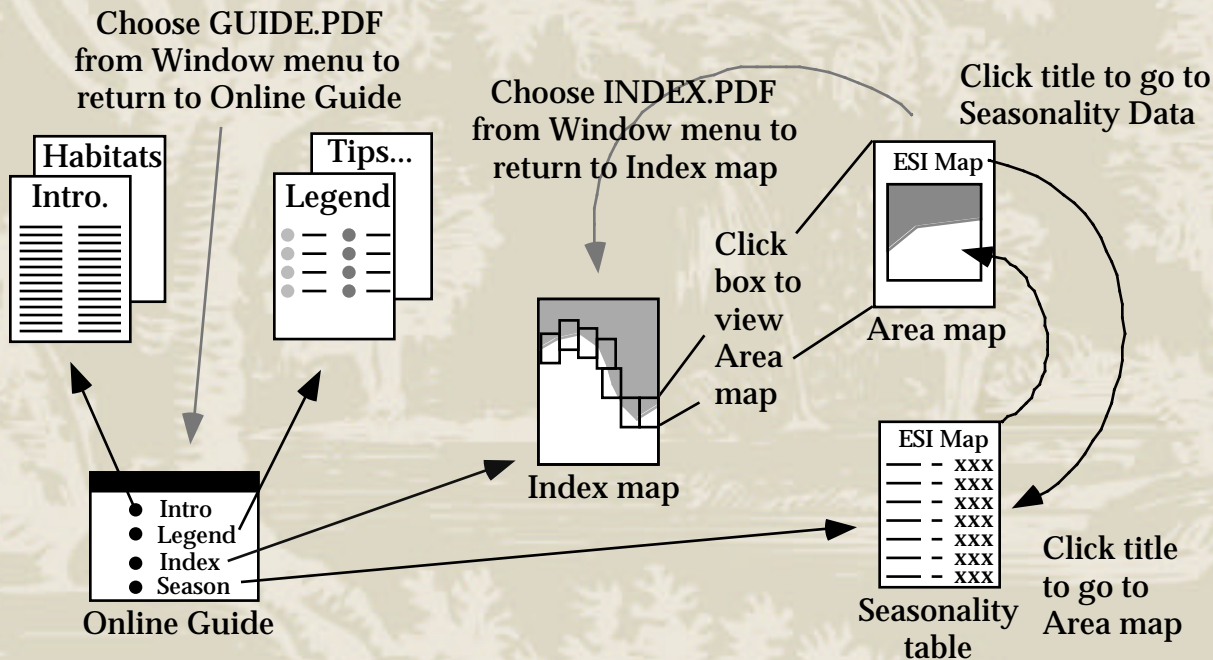 Choose GUIDE.PDF
from Window menu to
return to Online Guide
Choose INDEX.PDF
from Window menu to
return to Index map
Click title to go to
Seasonality Data
Habitats
Intro.
Tips...
Legend
Click
box to
view
Area
map
ESI Map
Area map
Index map
Intro
Legend
Index
Season
Online Guide
ESI Map
xxx
xxx
xxx
xxx
xxx
xxx
xxx
Seasonality
table
Click title
to go to
Area map